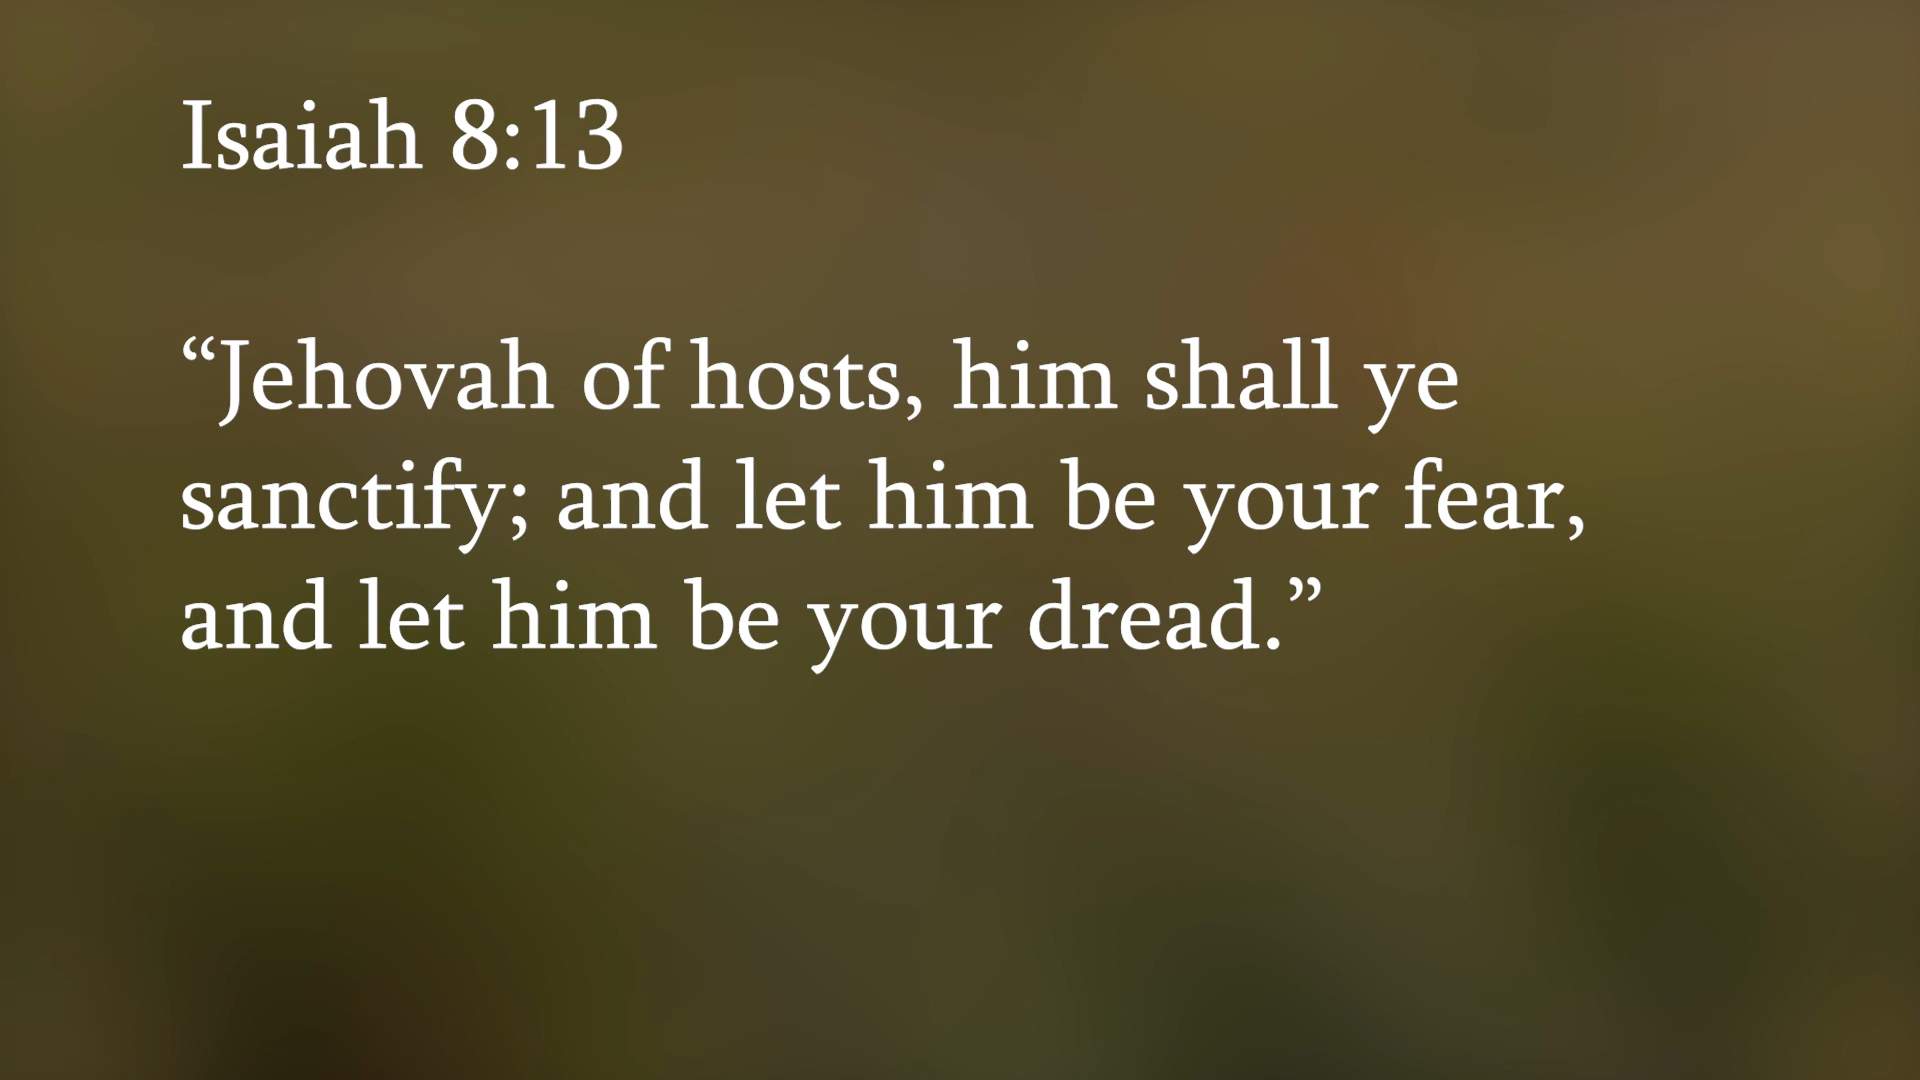 Isaiah 8:13
“Jehovah of hosts, him shall ye
sanctify; and let him be your fear,
and let him be your dread.”